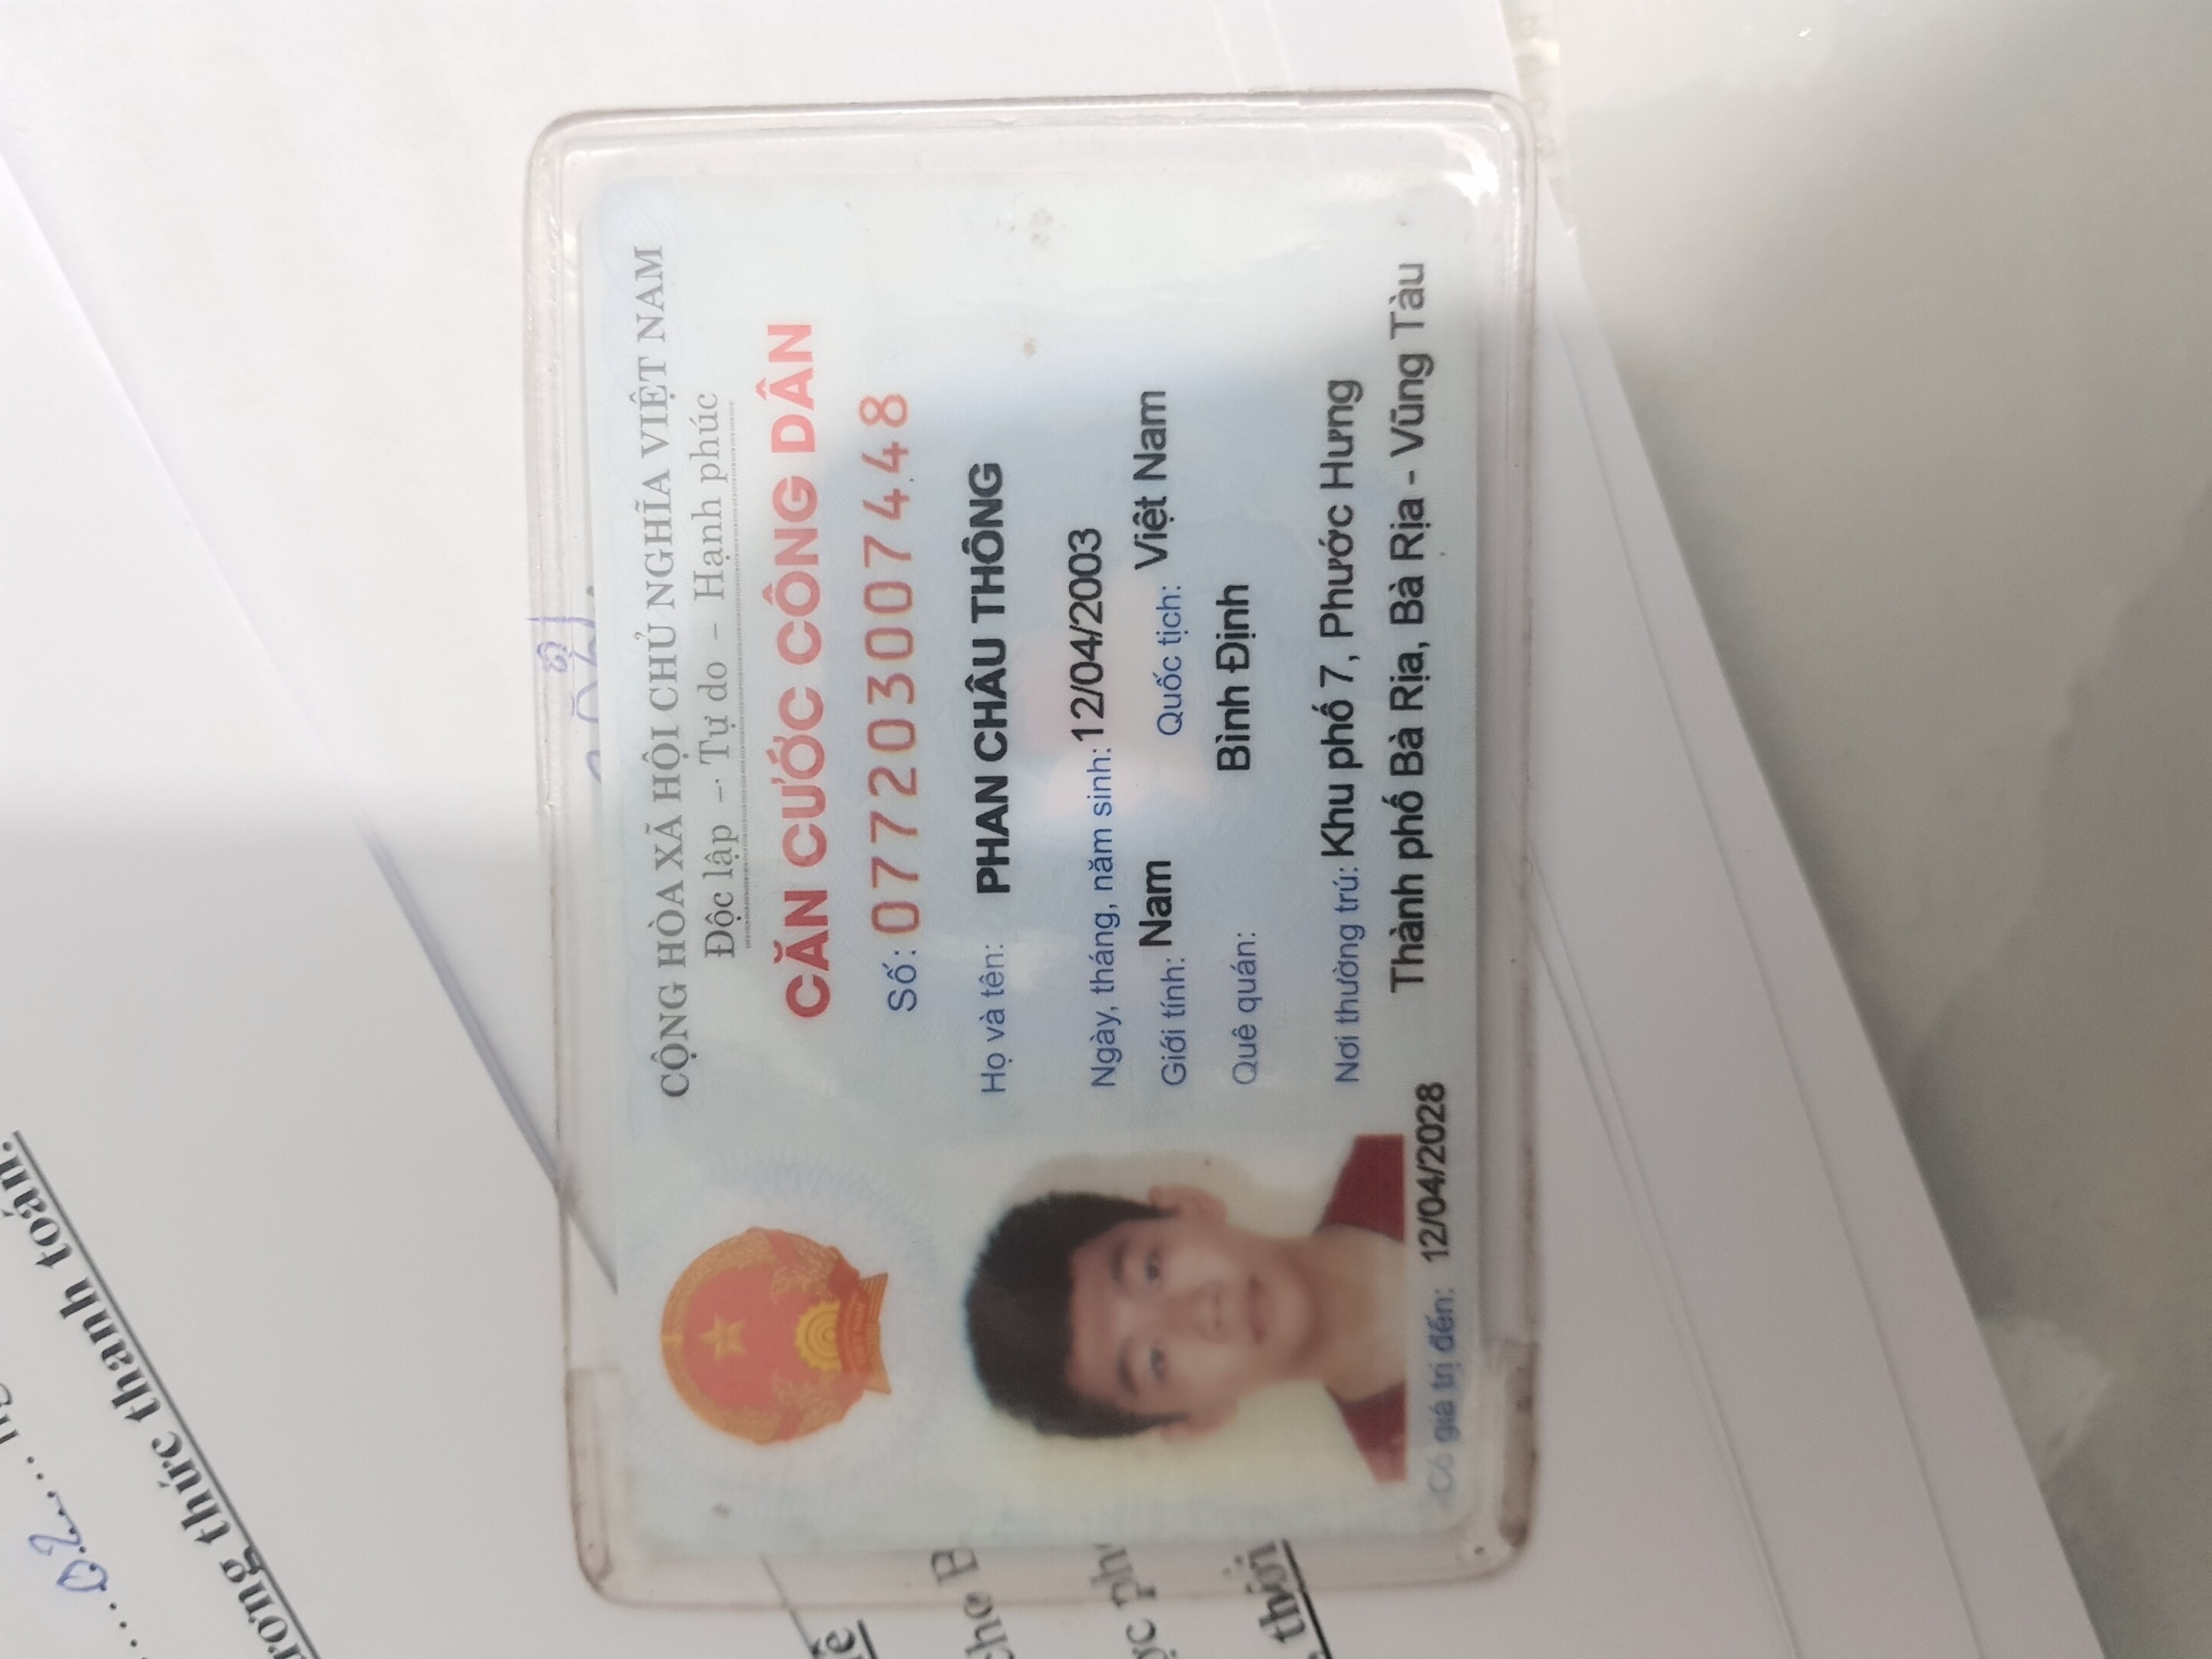 CỘNG HÒA XÃ HỘI CHỦ NGHĨA VIỆT NAM
Độc lập – Tự do – Hạnh phúc
CĂN CƯỚC CÔNG DÂN
Số: 077203007448
Họ và tên: PHAN CHÂU THÔNG
Ngày, tháng, năm sinh: 12/04/2003
Giới tính: Nam Quốc tịch: Việt Nam
Quê quán: Bình Định
Nơi thường trú: Khu phố 7, Phước Hưng
Thành phố Bà Rịa, Bà Rịa - Vũng Tàu
Có giá trị đến: 12/04/2028
thức thanh toán:
02